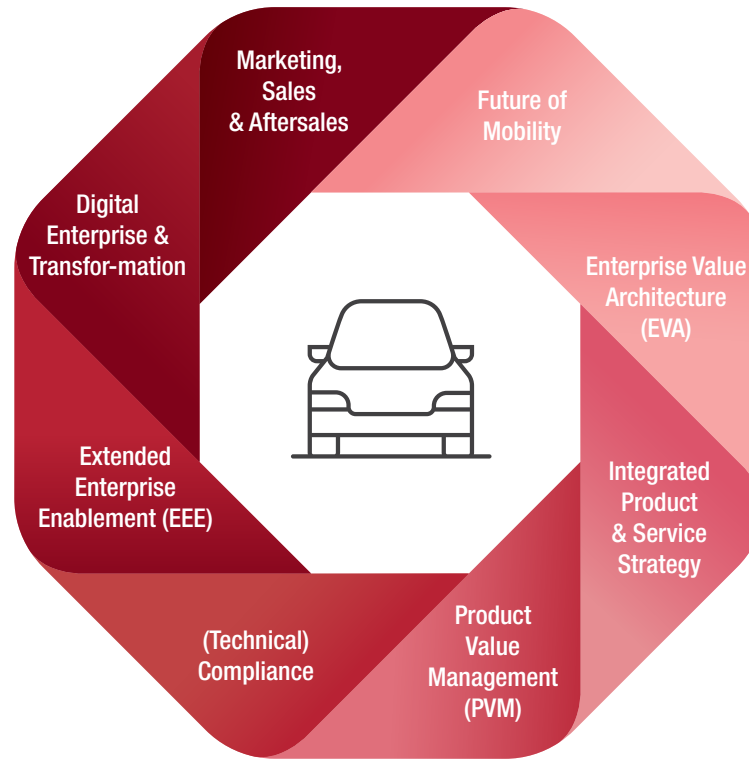 Marketing,
Sales
& Aftersales
Future of
Mobility
Enterprise Value
Architecture
(EVA)
Integrated
Product
& Service
Strategy
Product
Value
Management
(PVM)
(Technical)
Compliance
Extended
Enterprise
Enablement (EEE)
Digital
Enterprise &
Transfor-mation